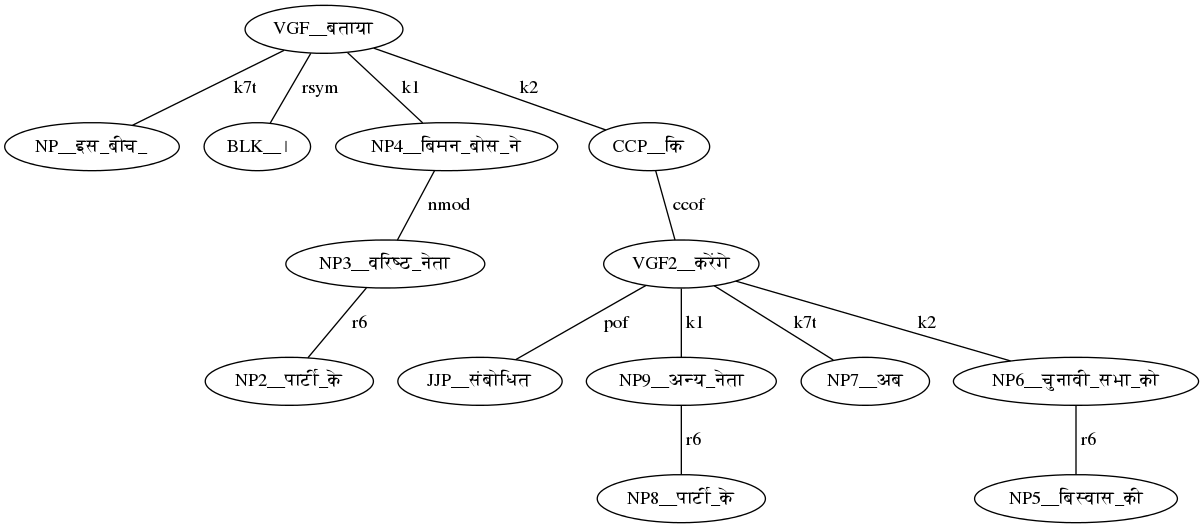 VGF__बताया
k7t rsym k1 k2
NP__इस_बीच_ BLK__। NP4__बिमन_बोस_ने CCP__कि
nmod ccof
NP3__वरिष्ठ_नेता VGF2__करेंगे
r6 pof k1 k7t k2
NP2__पार्टी_के JJP__संबोधित NP9__अन्य_नेता NP7__अब NP6__चुनावी_सभा_को
r6 r6
NP8__पार्टी_के NP5__बिस्वास_की